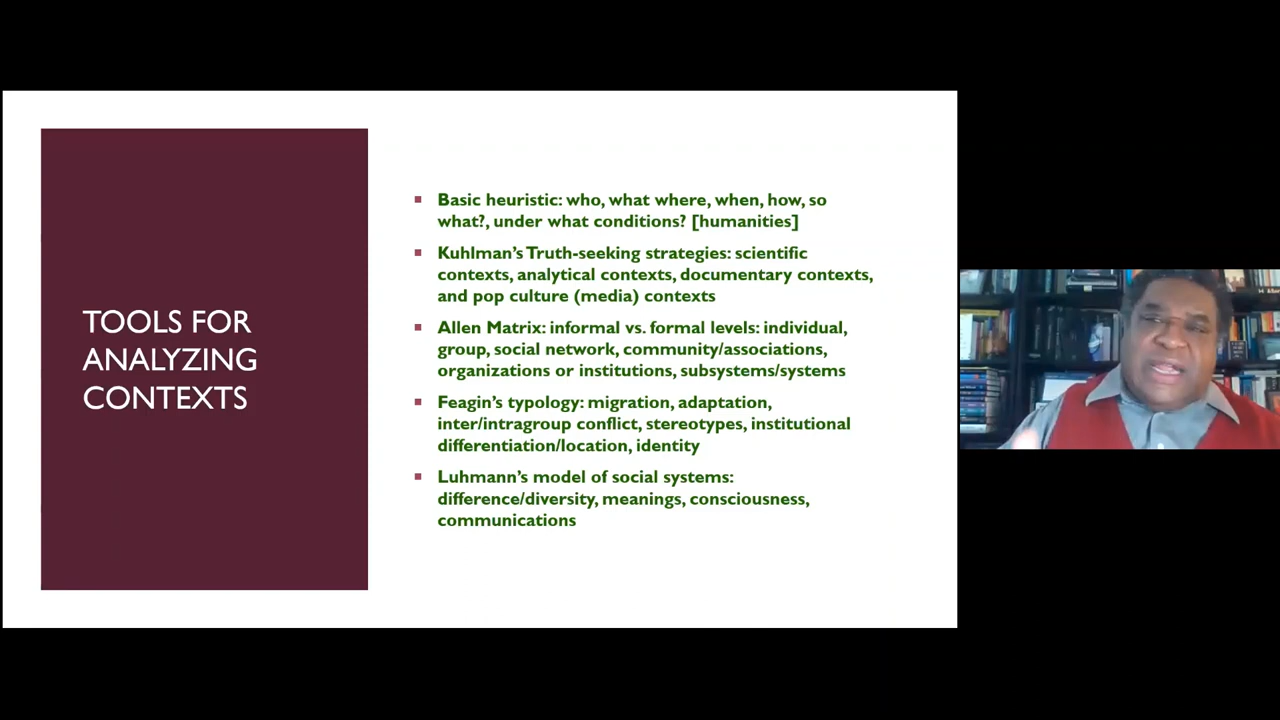 TOOLS FOR
ANALYZING
CONTEXTS
Basic heuristic: who, what where, when, how, so
what?, under what conditions? [humanities]
Kuhlman's Truth-seeking strategies: scientific
contexts, analytical contexts, documentary contexts,
and pop culture (media) contexts
Allen Matrix: informal vs. formal levels: individual,
group, social network, community/associations,
organizations or institutions, subsystems/systems
Feagin's typology: migration, adaptation,
inter/intragroup conflict, stereotypes, institutional
differentiation/location, identity
Luhmann's model of social systems:
difference/diversity, meanings, consciousness,
communications